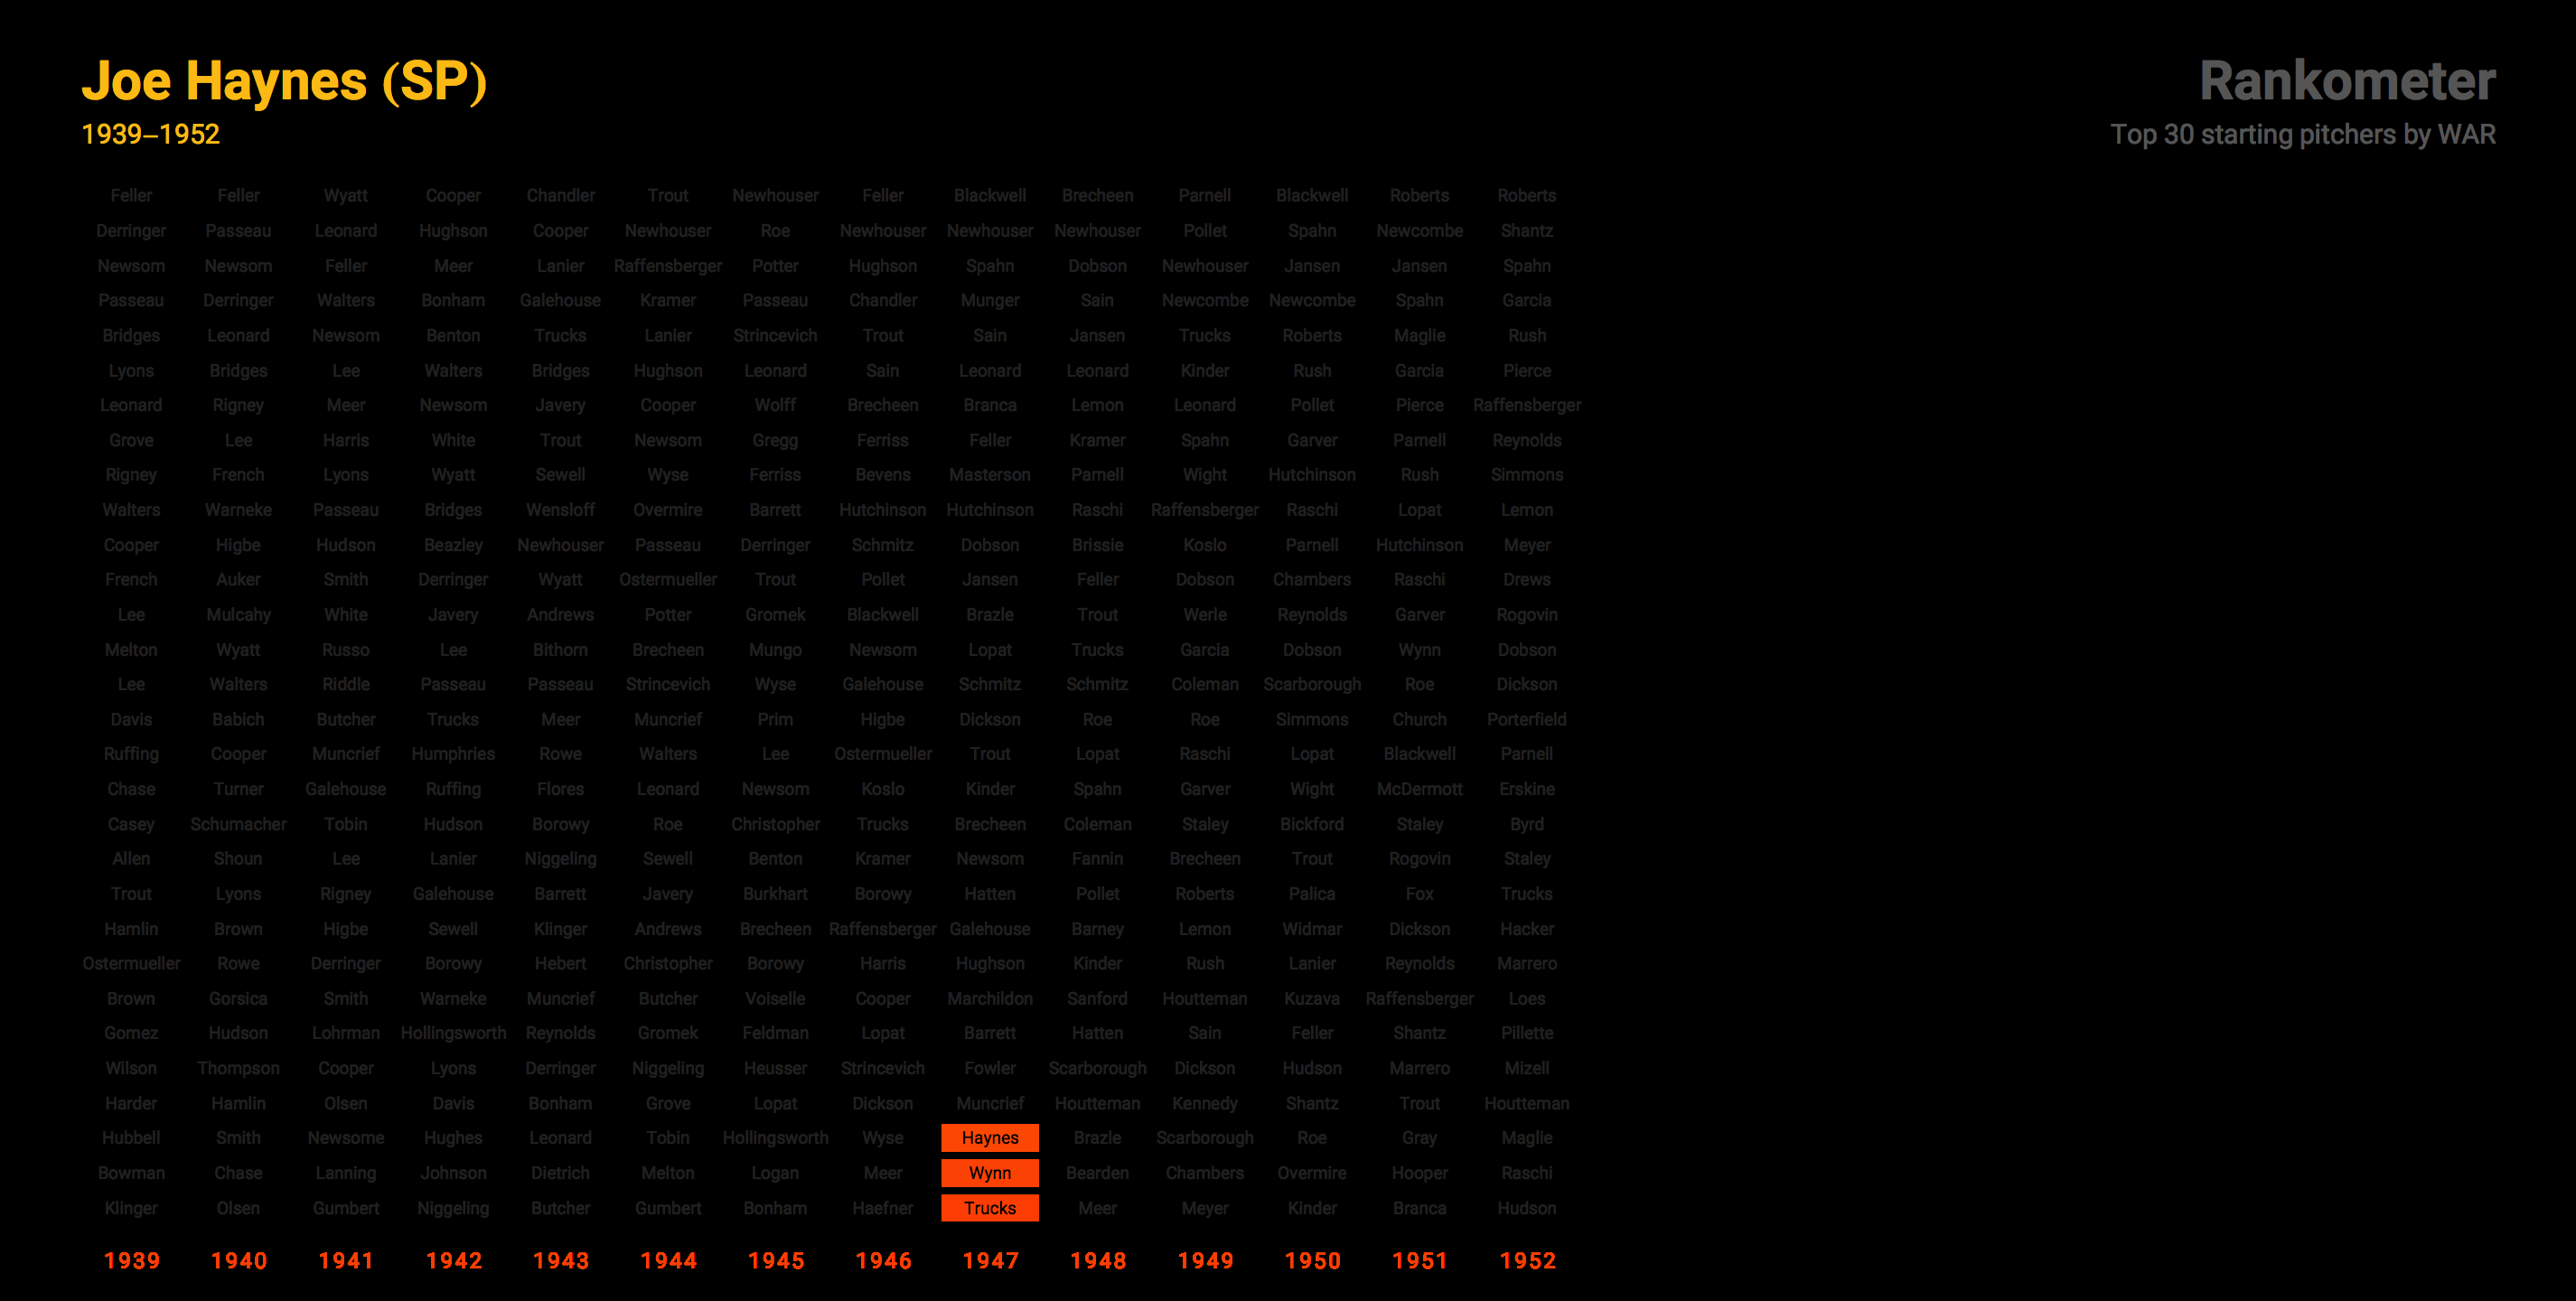 Joe Haynes (SP)
1939–1952
Rankometer
Top 30 starting pitchers by WAR
Feller Feller Wyatt Cooper Chandler Trout Newhouser Feller Blackwell Brecheen Parnell Blackwell Roberts Roberts
Derringer Passeau Leonard Hughson Cooper Newhouser Roe Newhouser Newhouser Newhouser Pollet Spahn Newcombe Shantz
Newsom Newsom Feller Meer Lanier Raffensberger Potter Hughson Spahn Dobson Newhouser Jansen Jansen Spahn
Passeau Derringer Walters Bonham Galehouse Kramer Passeau Chandler Munger Sain Newcombe Newcombe Spahn Garcia
Bridges Leonard Newsom Benton Trucks Lanier Strincevich Trout Sain Jansen Trucks Roberts Maglie Rush
Lyons Bridges Lee Walters Bridges Hughson Leonard Sain Leonard Leonard Kinder Rush Garcia Pierce
Leonard Rigney Meer Newsom Javery Cooper Wolff Brecheen Branca Lemon Leonard Pollet Pierce Raffensberger
Grove Lee Harris White Trout Newsom Gregg Ferriss Feller Kramer Spahn Garver Parnell Reynolds
Rigney French Lyons Wyatt Sewell Wyse Ferriss Bevens Masterson Parnell Wight Hutchinson Rush Simmons
Walters Warneke Passeau Bridges Wensloff Overmire Barrett Hutchinson Hutchinson Raschi Raffensberger Raschi Lopat Lemon
Cooper Higbe Hudson Beazley Newhouser Passeau Derringer Schmitz Dobson Brissie Koslo Parnell Hutchinson Meyer
French Auker Smith Derringer Wyatt Ostermueller Trout Pollet Jansen Feller Dobson Chambers Raschi Drews
Lee Mulcahy White Javery Andrews Potter Gromek Blackwell Brazle Trout Werle Reynolds Garver Rogovin
Melton Wyatt Russo Lee Bithorn Brecheen Mungo Newsom Lopat Trucks Garcia Dobson Wynn Dobson
Lee Walters Riddle Passeau Passeau Strincevich Wyse Galehouse Schmitz Schmitz Coleman Scarborough Roe Dickson
Davis Babich Butcher Trucks Meer Muncrief Prim Higbe Dickson Roe Roe Simmons Church Porterfield
Ruffing Cooper Muncrief Humphries Rowe Walters Lee Ostermueller Trout Lopat Raschi Lopat Blackwell Parnell
Chase Turner Galehouse Ruffing Flores Leonard Newsom Koslo Kinder Spahn Garver Wight McDermott Erskine
Casey Schumacher Tobin Hudson Borowy Roe Christopher Trucks Brecheen Coleman Staley Bickford Staley Byrd
Allen Shoun Lee Lanier Niggeling Sewell Benton Kramer Newsom Fannin Brecheen Trout Rogovin Staley
Trout Lyons Rigney Galehouse Barrett Javery Burkhart Borowy Hatten Pollet Roberts Palica Fox Trucks
Hamlin Brown Higbe Sewell Klinger Andrews Brecheen Raffensberger Galehouse Barney Lemon Widmar Dickson Hacker
Ostermueller Rowe Derringer Borowy Hebert Christopher Borowy Harris Hughson Kinder Rush Lanier Reynolds Marrero
Brown Gorsica Smith Warneke Muncrief Butcher Voiselle Cooper Marchildon Sanford Houtteman Kuzava Raffensberger Loes
Gomez Hudson Lohrman Hollingsworth Reynolds Gromek Feldman Lopat Barrett Hatten Sain Feller Shantz Pillette
Wilson Thompson Cooper Lyons Derringer Niggeling Heusser Strincevich Fowler Scarborough Dickson Hudson Marrero Mizell
Harder Hamlin Olsen Davis Bonham Grove Lopat Dickson Muncrief Houtteman Kennedy Shantz Trout Houtteman
Hubbell Smith Newsome Hughes Leonard Tobin Hollingsworth Wyse Haynes Brazle Scarborough Roe Gray Maglie
Bowman Chase Lanning Johnson Dietrich Melton Logan Meer Wynn Bearden Chambers Overmire Hooper Raschi
Klinger Olsen Gumbert Niggeling Butcher Gumbert Bonham Haefner Trucks Meer Meyer Kinder Branca Hudson
1939 1940 1941 1942 1943 1944 1945 1946 1947 1948 1949 1950 1951 1952